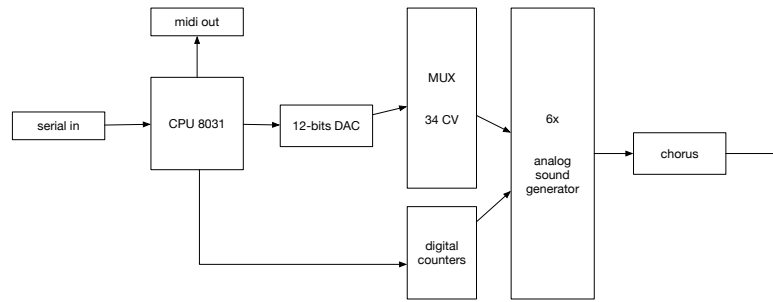 midi out
serial in
CPU 8031
12-bits DAC
MUX
34 CV
6x
analog
sound
generator
chorus
digital
counters